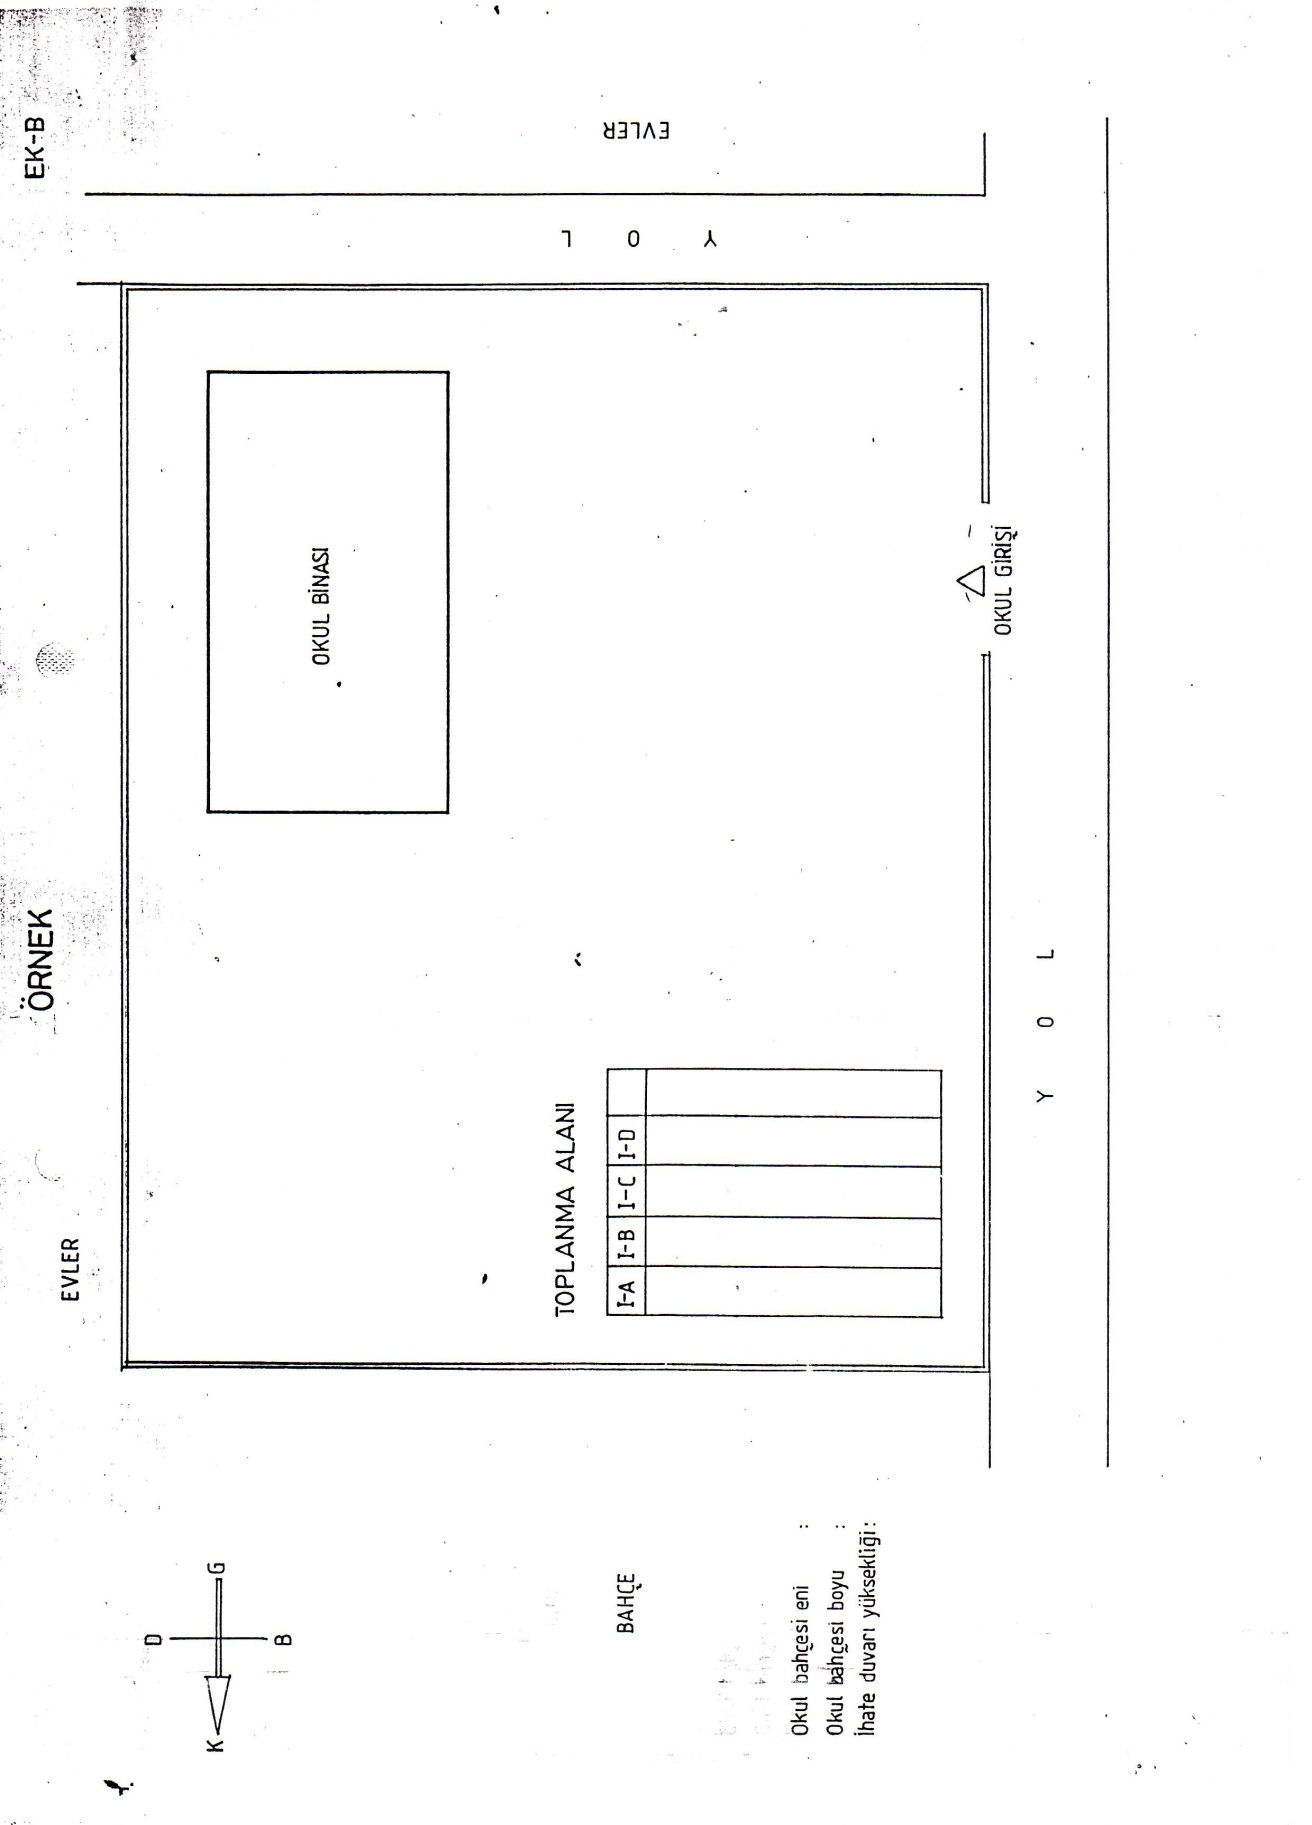 EK-B
ÖRNEK
EVLER
EVLER
Y O L
OKUL BİNASI
TOPLANMA ALANI
I-A I-B I-C I-D
OKUL GİRİŞİ
Y O L
K G
D
B
BAHÇE
Okul bahçesi eni :
Okul bahçesi boyu :
İhate duvarı yüksekliği :